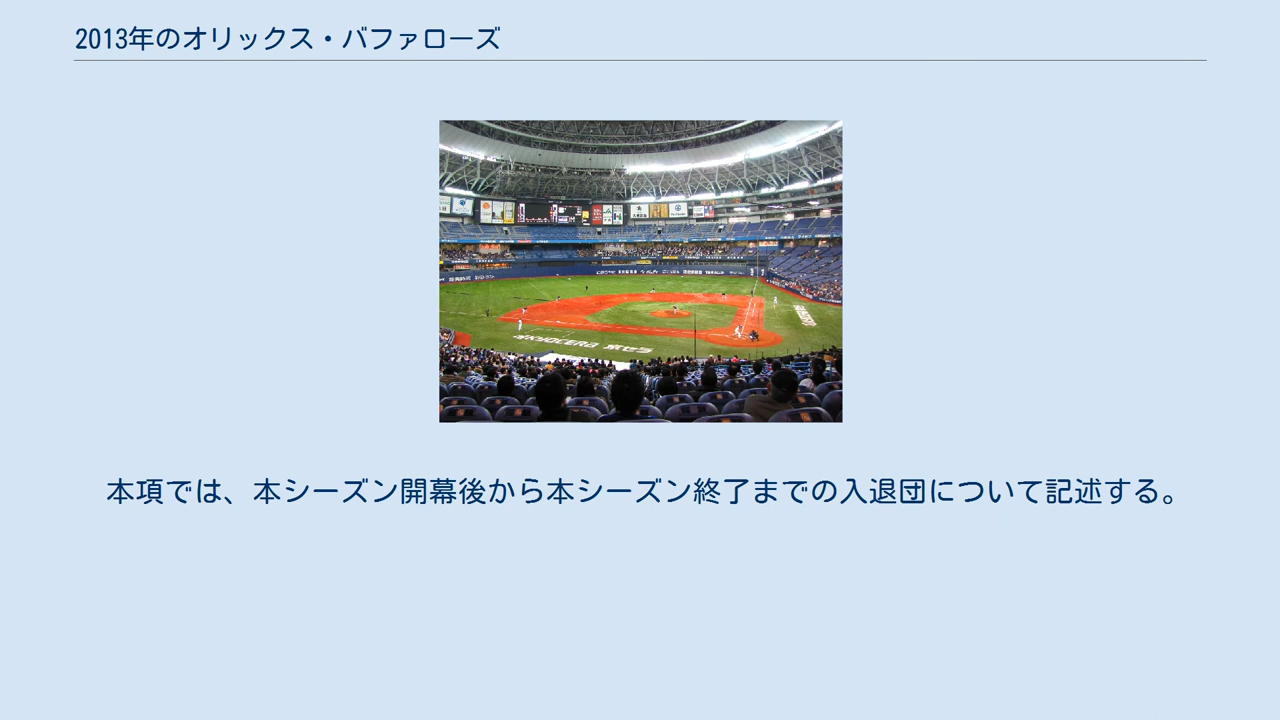 2013年のオリックス・バファローズ
本項では、本シーズン開幕後から本シーズン終了までの入退団について記述する。